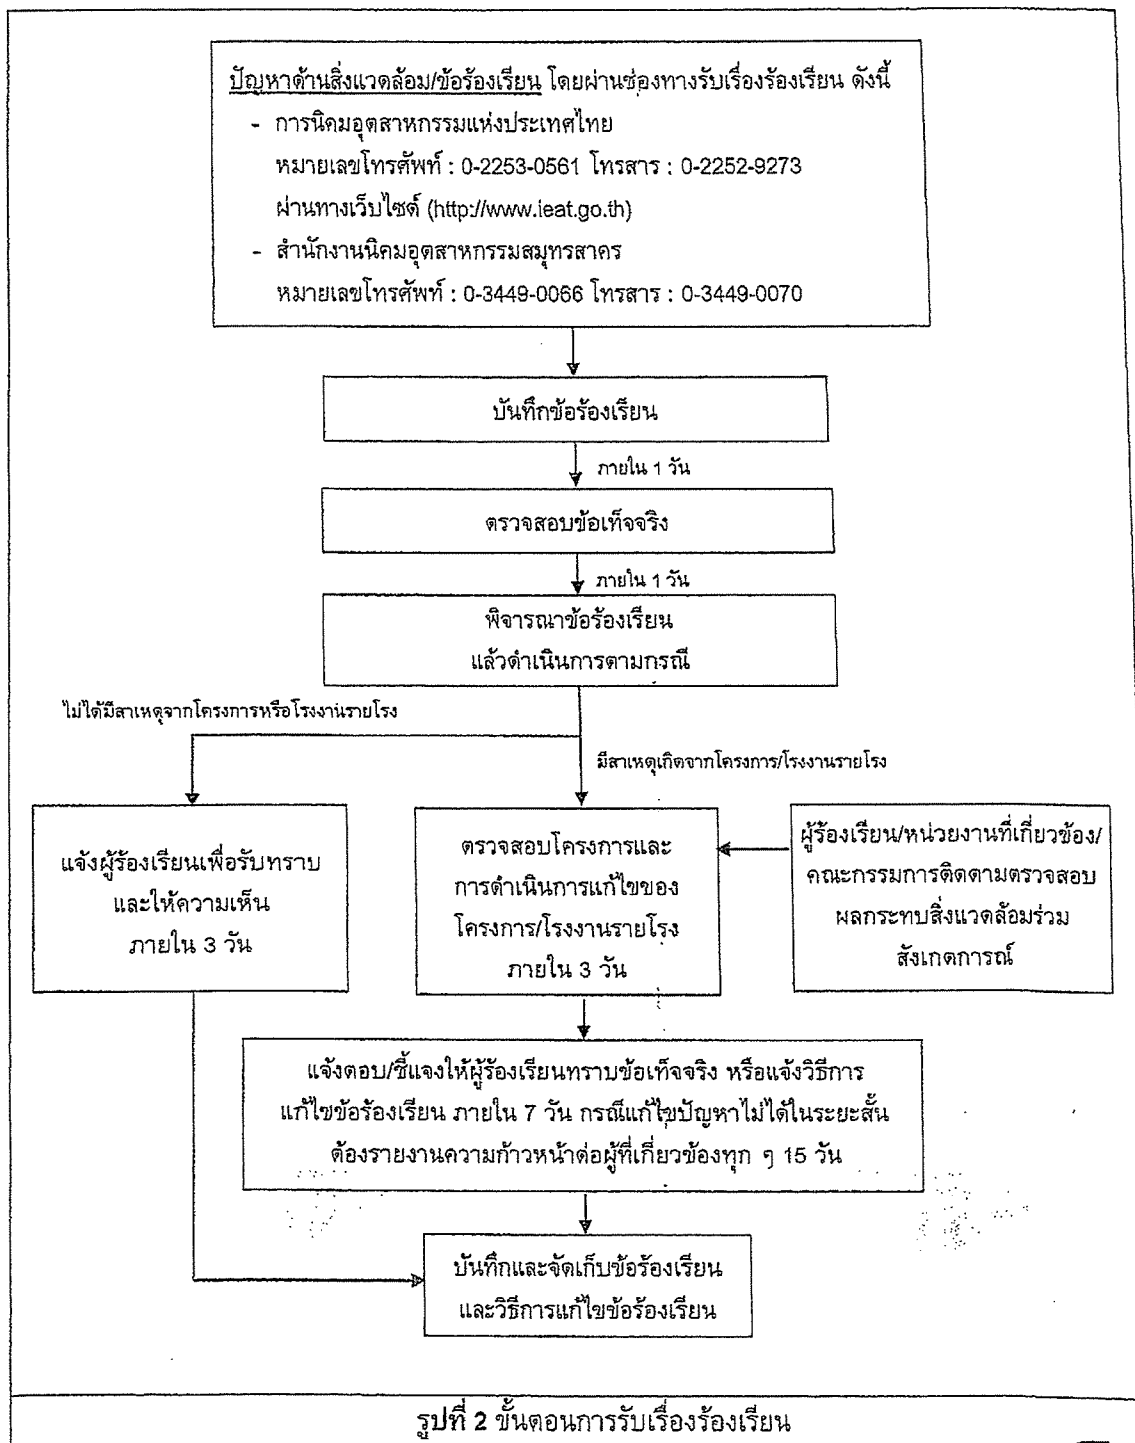 ปัญหาด้านสิ่งแวดล้อม/ข้อร้องเรียน โดยผ่านช่องทางรับเรื่องร้องเรียน ดังนี้
- การนิคมอุตสาหกรรมแห่งประเทศไทย
หมายเลขโทรศัพท์ : 0-2253-0561 โทรสาร : 0-2252-9273
ผ่านทางเว็บไซต์ (http://www.ieat.go.th)
- สำนักงานนิคมอุตสาหกรรมสมุทรสาคร
หมายเลขโทรศัพท์ : 0-3449-0066 โทรสาร : 0-3449-0070
บันทึกข้อร้องเรียน
ภายใน 1 วัน
ตรวจสอบข้อเท็จจริง
ภายใน 1 วัน
พิจารณาข้อร้องเรียน
แล้วดำเนินการตามกรณี
ไม่ได้มีสาเหตุจากโครงการหรือโรงงานรายโรง
มีสาเหตุเกิดจากโครงการ/โรงงานรายโรง
แจ้งผู้ร้องเรียนเพื่อรับทราบ
และให้ความเห็น
ภายใน 3 วัน
ตรวจสอบโครงการและ
การดำเนินการแก้ไขของ
โครงการ/โรงงานรายโรง
ภายใน 3 วัน
ผู้ร้องเรียน/หน่วยงานที่เกี่ยวข้อง/
คณะกรรมการติดตามตรวจสอบ
ผลกระทบสิ่งแวดล้อมร่วม
สังเกตการณ์
แจ้งตอบ/ชี้แจงให้ผู้ร้องเรียนทราบข้อเท็จจริง หรือแจ้งวิธีการ
แก้ไขข้อร้องเรียน ภายใน 7 วัน กรณีแก้ไขปัญหาไม่ได้ในระยะสั้น
ต้องรายงานความก้าวหน้าต่อผู้ที่เกี่ยวข้องทุก ๆ 15 วัน
บันทึกและจัดเก็บข้อร้องเรียน
และวิธีการแก้ไขข้อร้องเรียน
รูปที่ 2 ขั้นตอนการรับเรื่องร้องเรียน